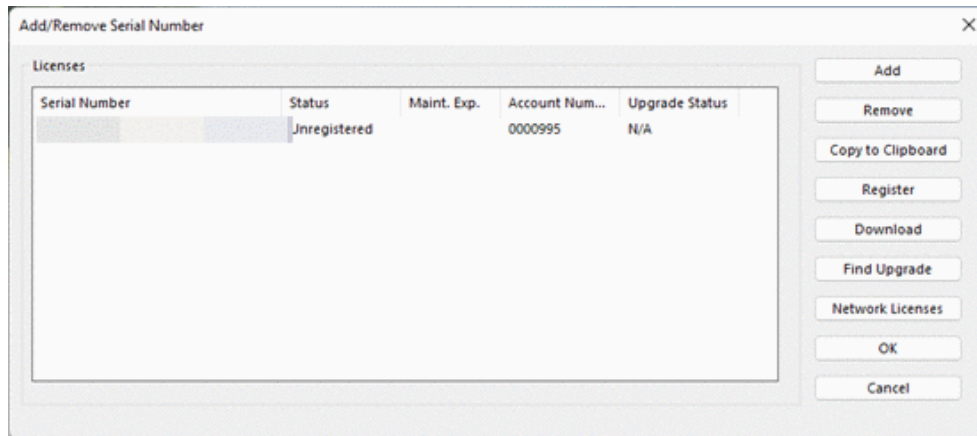 Add/Remove Serial Number
Licenses
Serial Number Status Maint. Exp. Account Num... Upgrade Status
Unregistered 0000995 N/A
Add
Remove
Copy to Clipboard
Register
Download
Find Upgrade
Network Licenses
OK
Cancel